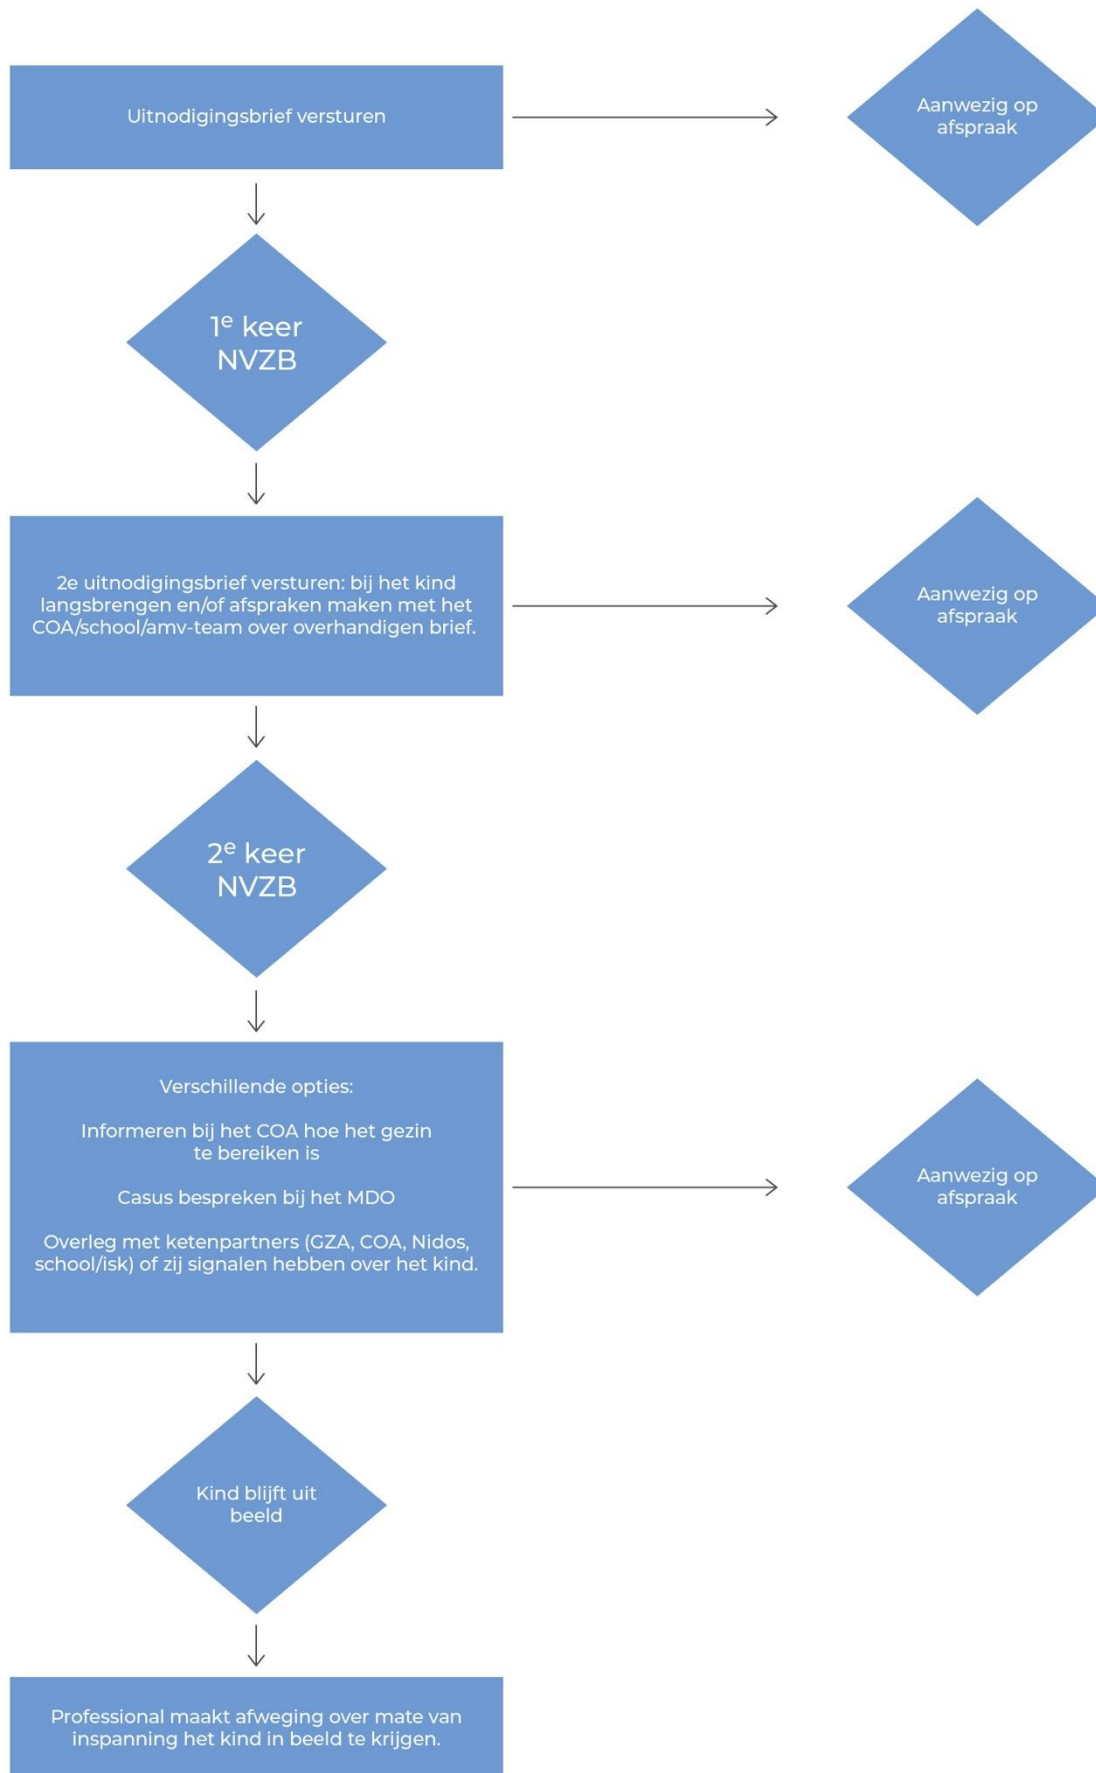 Uitnodigingsbrief versturen
Aanwezig op
afspraak
1e keer
NVZB
2e uitnodigingsbrief versturen: bij het kind
langsbrengen en/of afspraken maken met het
COA/school/amv-team over overhandigen brief.
Aanwezig op
afspraak
2e keer
NVZB
Verschillende opties:
Informeren bij het COA hoe het gezin
te bereiken is
Casus bespreken bij het MDO
Overleg met ketenpartners (GZA, COA, Nidos,
school/isk) of zij signalen hebben over het kind.
Aanwezig op
afspraak
Kind blijft uit
beeld
Professional maakt afweging over mate van
inspanning het kind in beeld te krijgen.